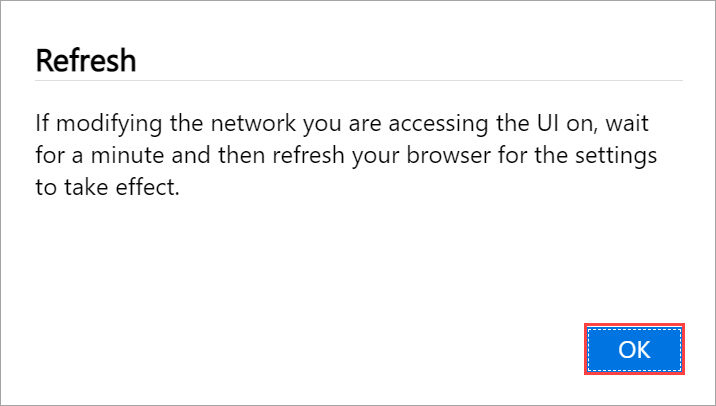 Refresh
If modifying the network you are accessing the UI on, wait
for a minute and then refresh your browser for the settings
to take effect.
OK